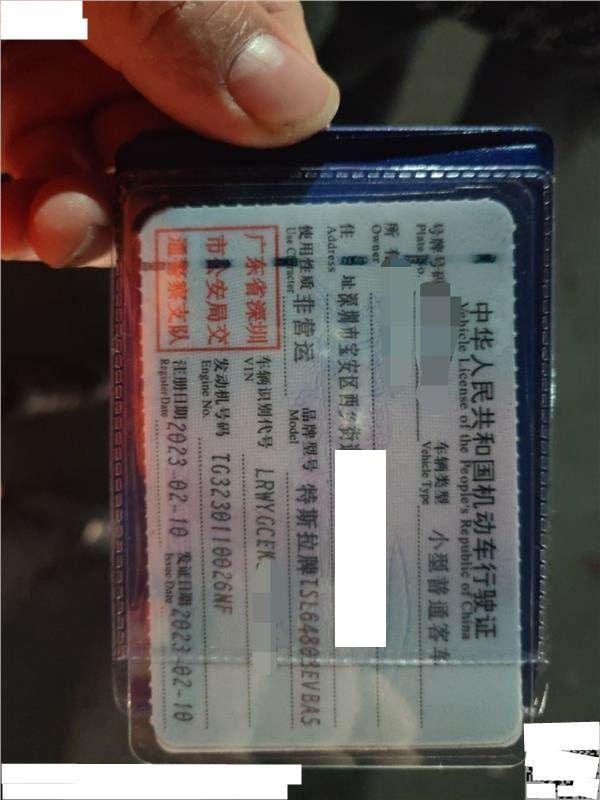 中华人民共和国机动车行驶证
Vehicle License of the People's Republic of China
号牌号码 车辆类型 小型普通客车
Plate No. Vehicle Type
所有
Owner
住 址 深圳市宝安区西乡街道
Address
使用性质 非营运 品牌型号 特斯拉牌TSL6480BEVBA5
Use Character Model
广东省深圳
市公安局交
通警察支队
车辆识别代号 LRWYGCEK
VIN
发动机号码 TG3230110026NF
Engine No.
注册日期 2023-02-10 发证日期 2023-02-10
Register Date Issue Date